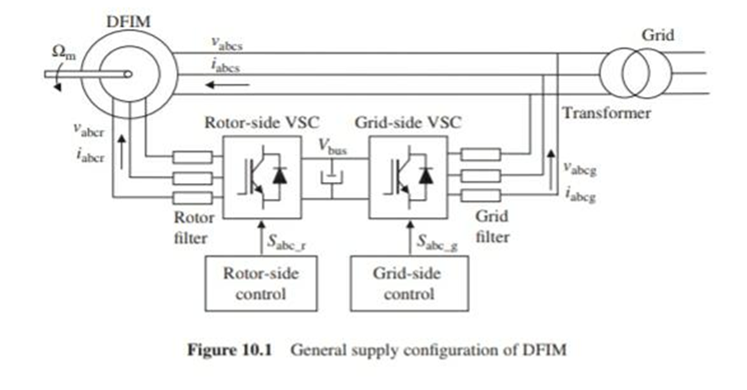 DFIM
Grid
Ωm
vabcs
iabcs
Transformer
Rotor-side VSC
Grid-side VSC
Vbus
vabcr
iabcr
vabcg
iabcg
Rotor
filter
Grid
filter
Sabc_r
Sabc_g
Rotor-side
control
Grid-side
control
Figure 10.1 General supply configuration of DFIM